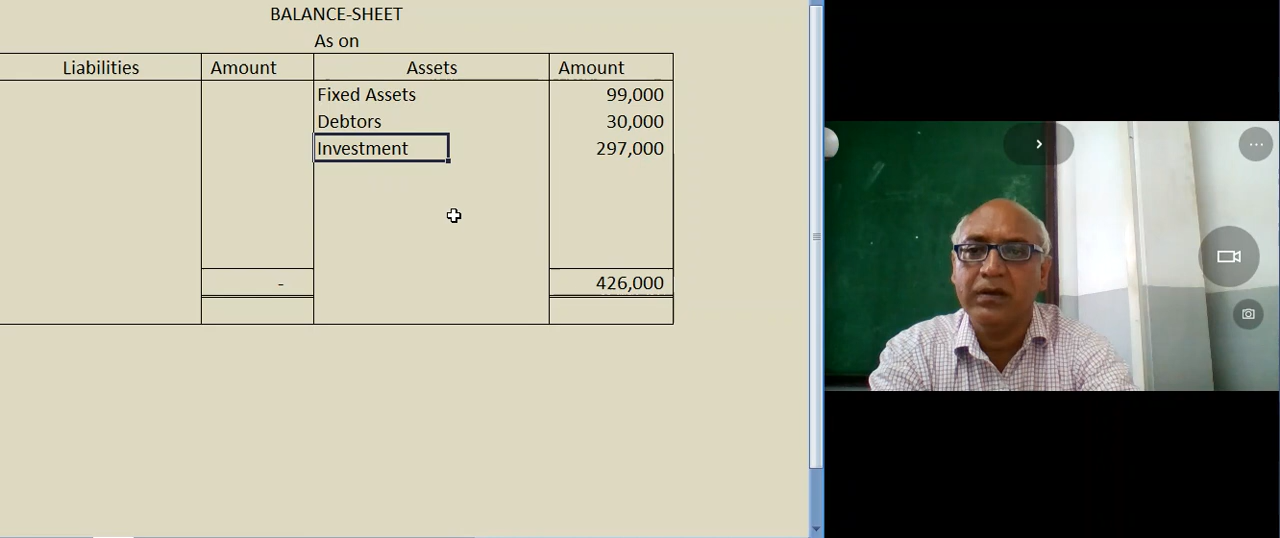 BALANCE-SHEET
As on
Liabilities Amount Assets Amount
Fixed Assets 99,000
Debtors 30,000
Investment 297,000
- 426,000